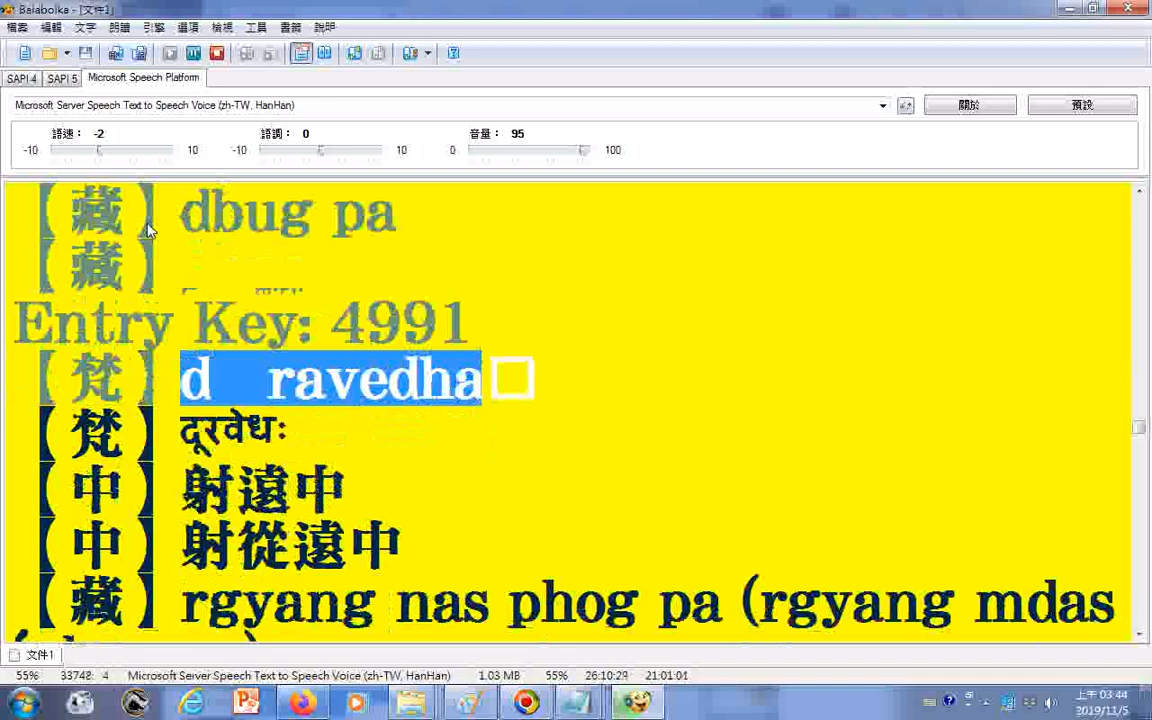 Balabolka - [文件1]
檔案 編輯 文字 朗讀 引擎 選項 檢視 工具 書籤 說明
SAPI 4 SAPI 5 Microsoft Speech Platform
Microsoft Server Speech Text to Speech Voice (zh-TW, HanHan) 關於 預設
語速： -2 語調： 0 音量： 95
-10 10 -10 10 0 100
【藏】 dbug pa
【藏】
Entry Key: 4991
【梵】 d ravedha□
【梵】 दूरवेधः
【中】 射遠中
【中】 射從遠中
【藏】 rgyang nas phog pa (rgyang mdas
文件1
55% 33748: 4 Microsoft Server Speech Text to Speech Voice (zh-TW, HanHan) 1.03 MB 55% 26:10:29 21:01:01
上午 03:44
2019/11/5